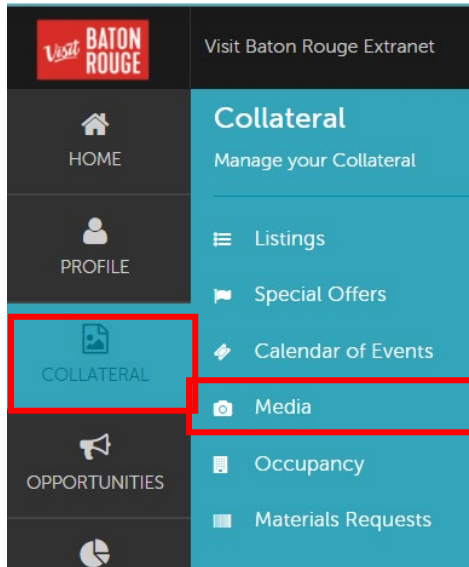 Visit BATON
ROUGE
Visit Baton Rouge Extranet
HOME
PROFILE
COLLATERAL
OPPORTUNITIES
Collateral
Manage your Collateral
Listings
Special Offers
Calendar of Events
Media
Occupancy
Materials Requests